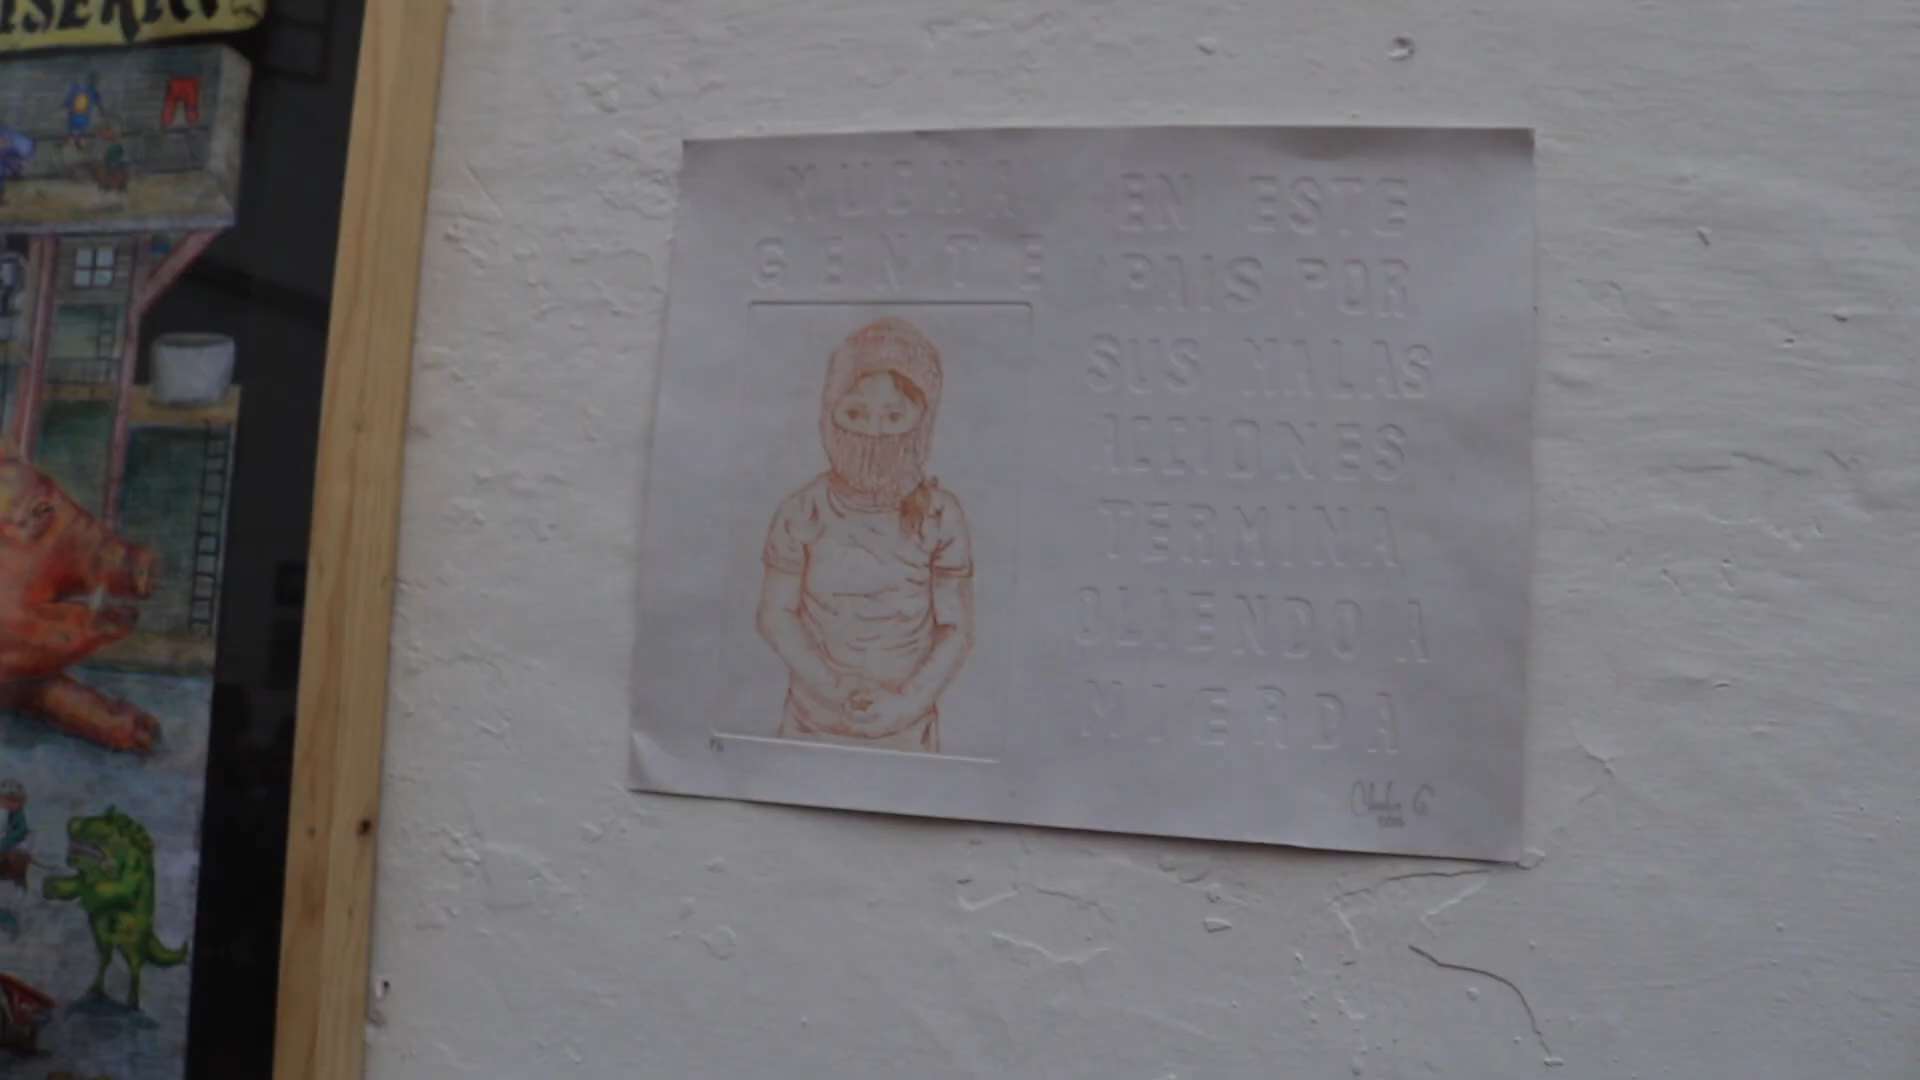 MUCHA
GENTE
EN ESTE
PAIS POR
SUS MALAS
ACCIONES
TERMINA
OLIENDO A
MIERDA